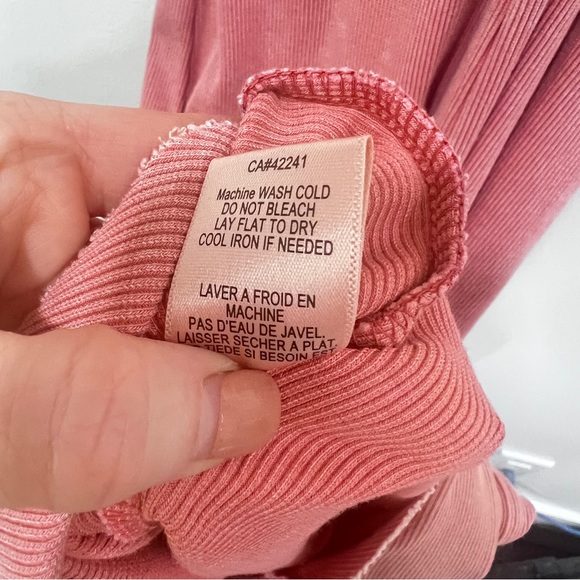 CA#42241
Machine WASH COLD
DO NOT BLEACH
LAY FLAT TO DRY
COOL IRON IF NEEDED
LAVER A FROID EN
MACHINE
PAS D'EAU DE JAVEL.
LAISSER SECHER A PLAT.
TIEDE SI BESOIN EST